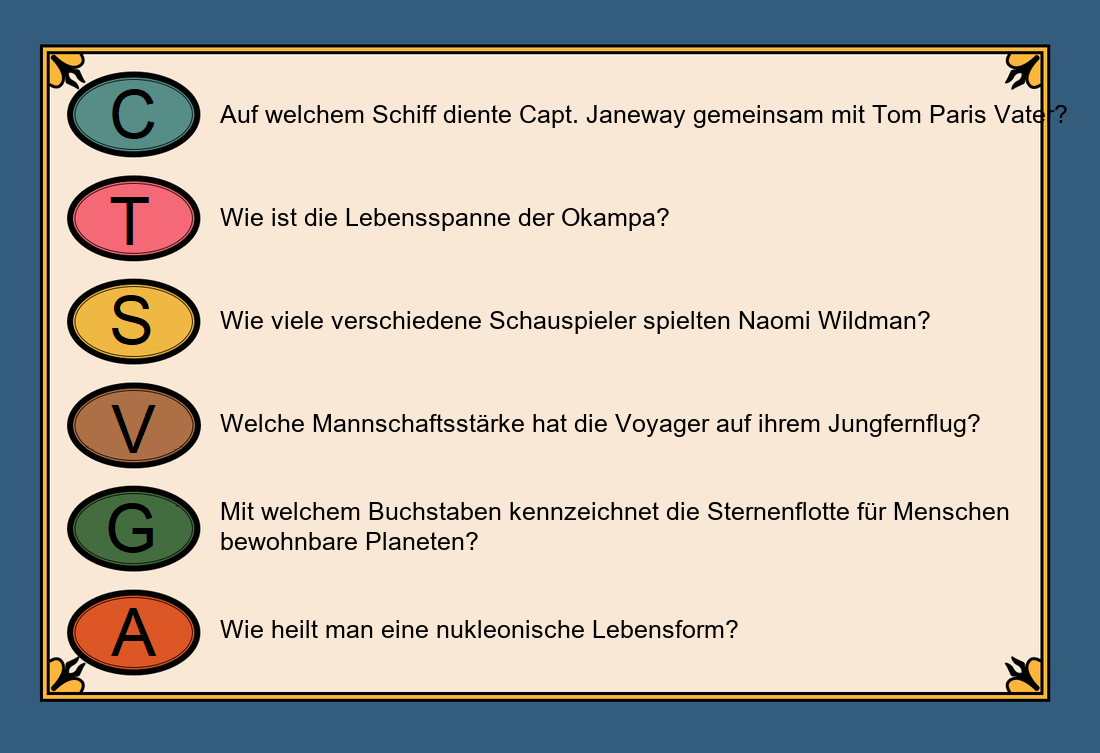 C
Auf welchem Schiff diente Capt. Janeway gemeinsam mit Tom Paris Vater?
T
Wie ist die Lebensspanne der Okampa?
S
Wie viele verschiedene Schauspieler spielten Naomi Wildman?
V
Welche Mannschaftsstärke hat die Voyager auf ihrem Jungfernflug?
G
Mit welchem Buchstaben kennzeichnet die Sternenflotte für Menschen
bewohnbare Planeten?
A
Wie heilt man eine nukleonische Lebensform?